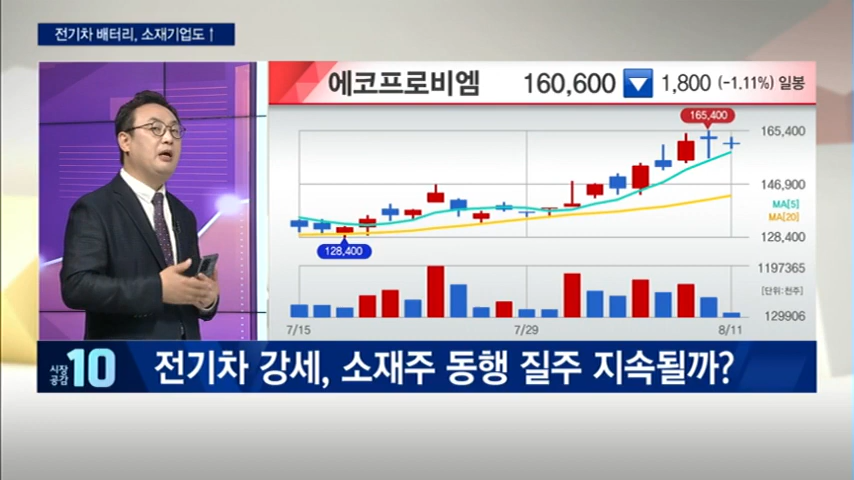 전기차 배터리, 소재기업도↑
에코프로비엠 160,600 ▼ 1,800 (-1.11%) 일봉
165,400
165,400
146,900
MA[5]
MA[20]
128,400
128,400
1197365
[단위:천주]
129906
7/15 7/29 8/11
시장공감 10
전기차 강세, 소재주 동행 질주 지속될까?